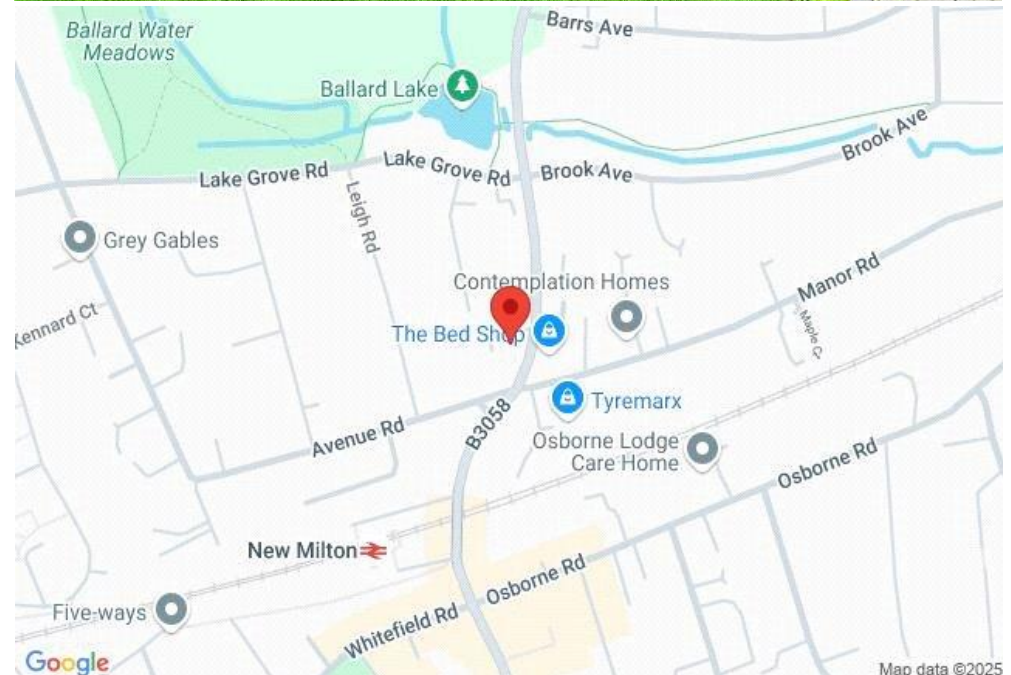 Ballard Water
Meadows
Barrs Ave
Ballard Lake
Brook Ave
Lake Grove Rd
Lake Grove Rd
Brook Ave
Leigh Rd
Grey Gables
Manor Rd
Contemplation Homes
Kennard Ct
The Bed Shop
Maple Cl
Tyremarx
B3058
Avenue Rd
Osborne Lodge
Care Home
Osborne Rd
New Milton
Osborne Rd
Five-ways
Whitefield Rd
Google
Map data ©2025